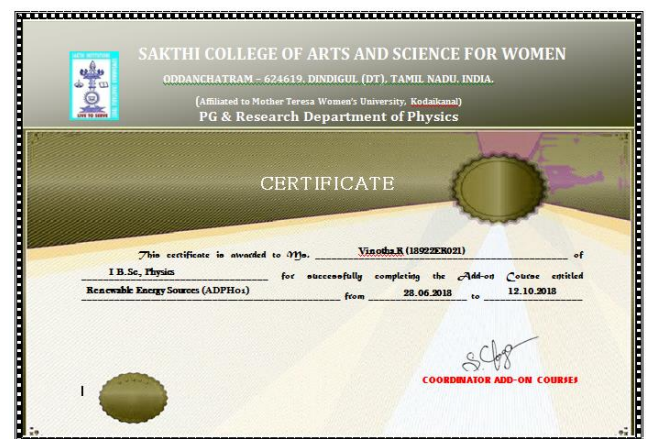 SAKTHI COLLEGE OF ARTS AND SCIENCE FOR WOMEN
ODDANCHATRAM – 624619. DINDIGUL (DT), TAMIL NADU. INDIA.
(Affiliated to Mother Teresa Women's University, Kodaikanal)
PG & Research Department of Physics
LIVE TO SERVE
CERTIFICATE
This certificate is awarded to Ms. Vinotha.R (18922ER021) of
I B.Sc., Physics for successfully completing the Add-on Course entitled
Renewable Energy Sources (ADPH01) from 28.06.2018 to 12.10.2018
COORDINATOR ADD-ON COURSES